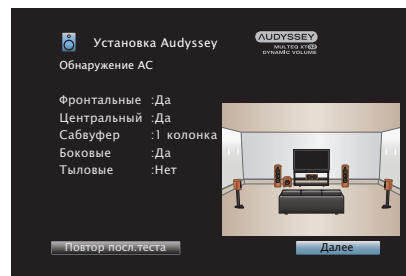 Установка Audyssey
AUDYSSEY
MULTEQ XT32
DYNAMIC VOLUME
Обнаружение АС
Фронтальные :Да
Центральный :Да
Сабвуфер :1 колонка
Боковые :Да
Тыловые :Нет
Повтор посл.теста
Далее